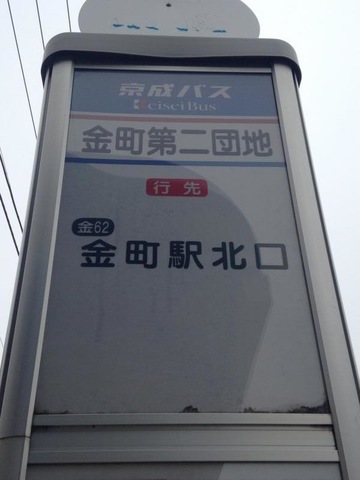 京成バス
KeiseiBus
金町第二団地
行先
金62
金町駅北口